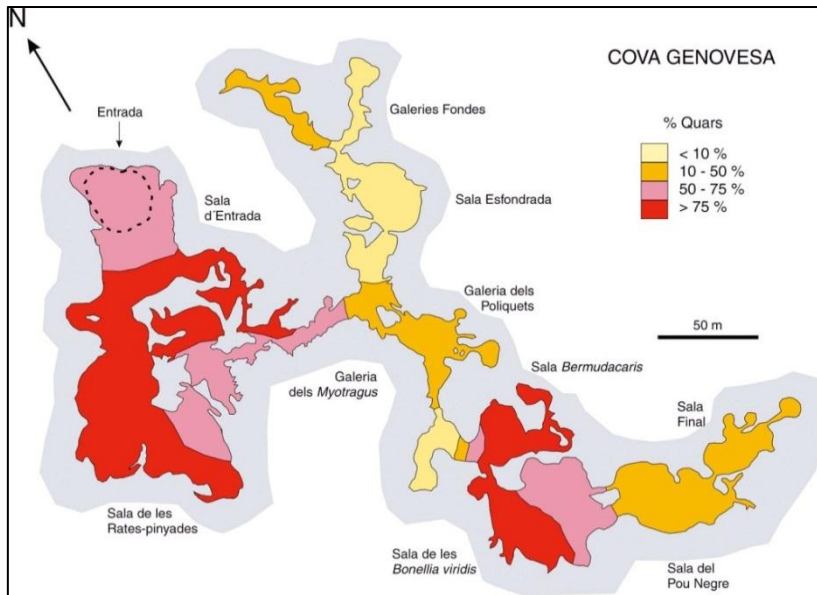 N
COVA GENOVESA
Entrada
Galeries Fondes
% Quars
< 10 %
10 - 50 %
50 - 75 %
> 75 %
Sala
d´Entrada
Sala Esfondrada
Galeria dels
Poliquets
50 m
Sala Bermudacaris
Galeria
dels Myotragus
Sala
Final
Sala de les
Rates-pinyades
Sala de les
Bonellia viridis
Sala del
Pou Negre